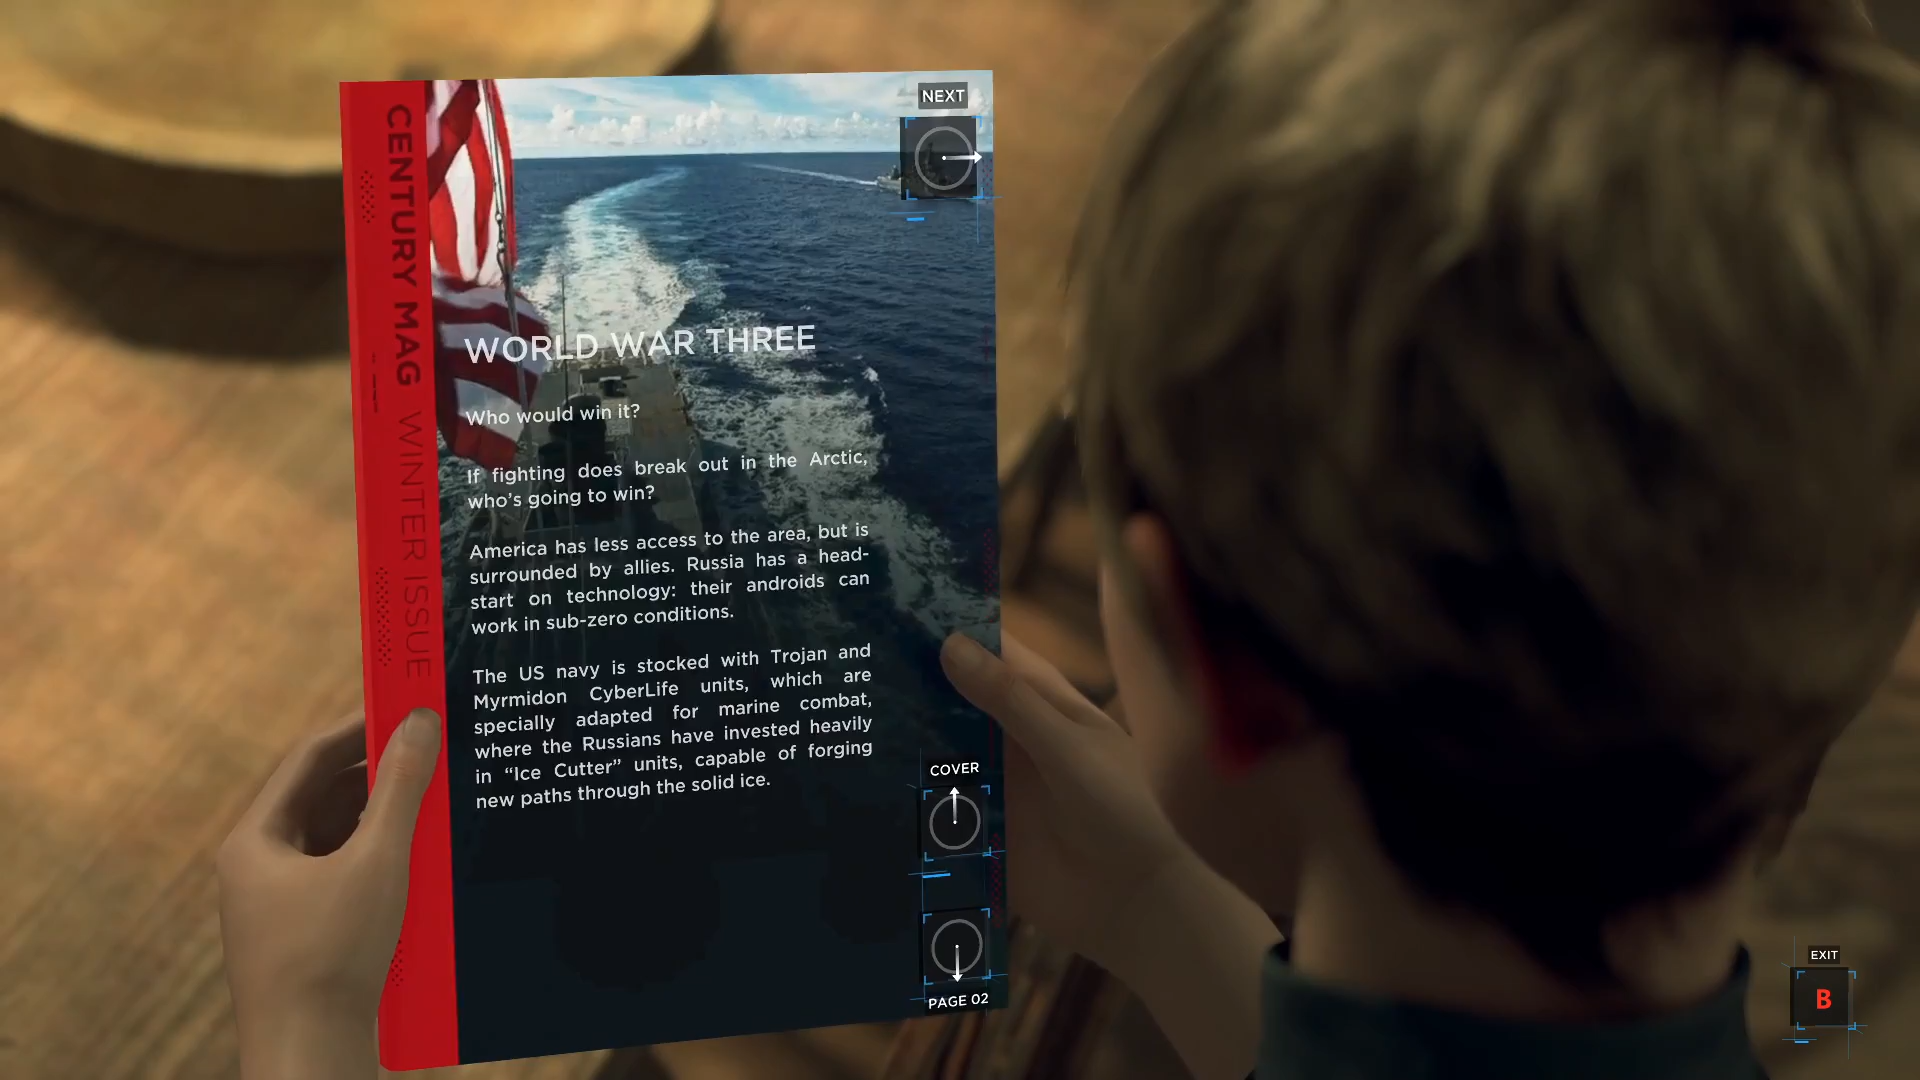 CENTURY MAG WINTER ISSUE
NEXT
WORLD WAR THREE
Who would win it?
If fighting does break out in the Arctic,
who's going to win?
America has less access to the area, but is
surrounded by allies. Russia has a head-
start on technology: their androids can
work in sub-zero conditions.
The US navy is stocked with Trojan and
Myrmidon CyberLife units, which are
specially adapted for marine combat,
where the Russians have invested heavily
in “Ice Cutter” units, capable of forging
new paths through the solid ice.
COVER
PAGE 02
EXIT
B